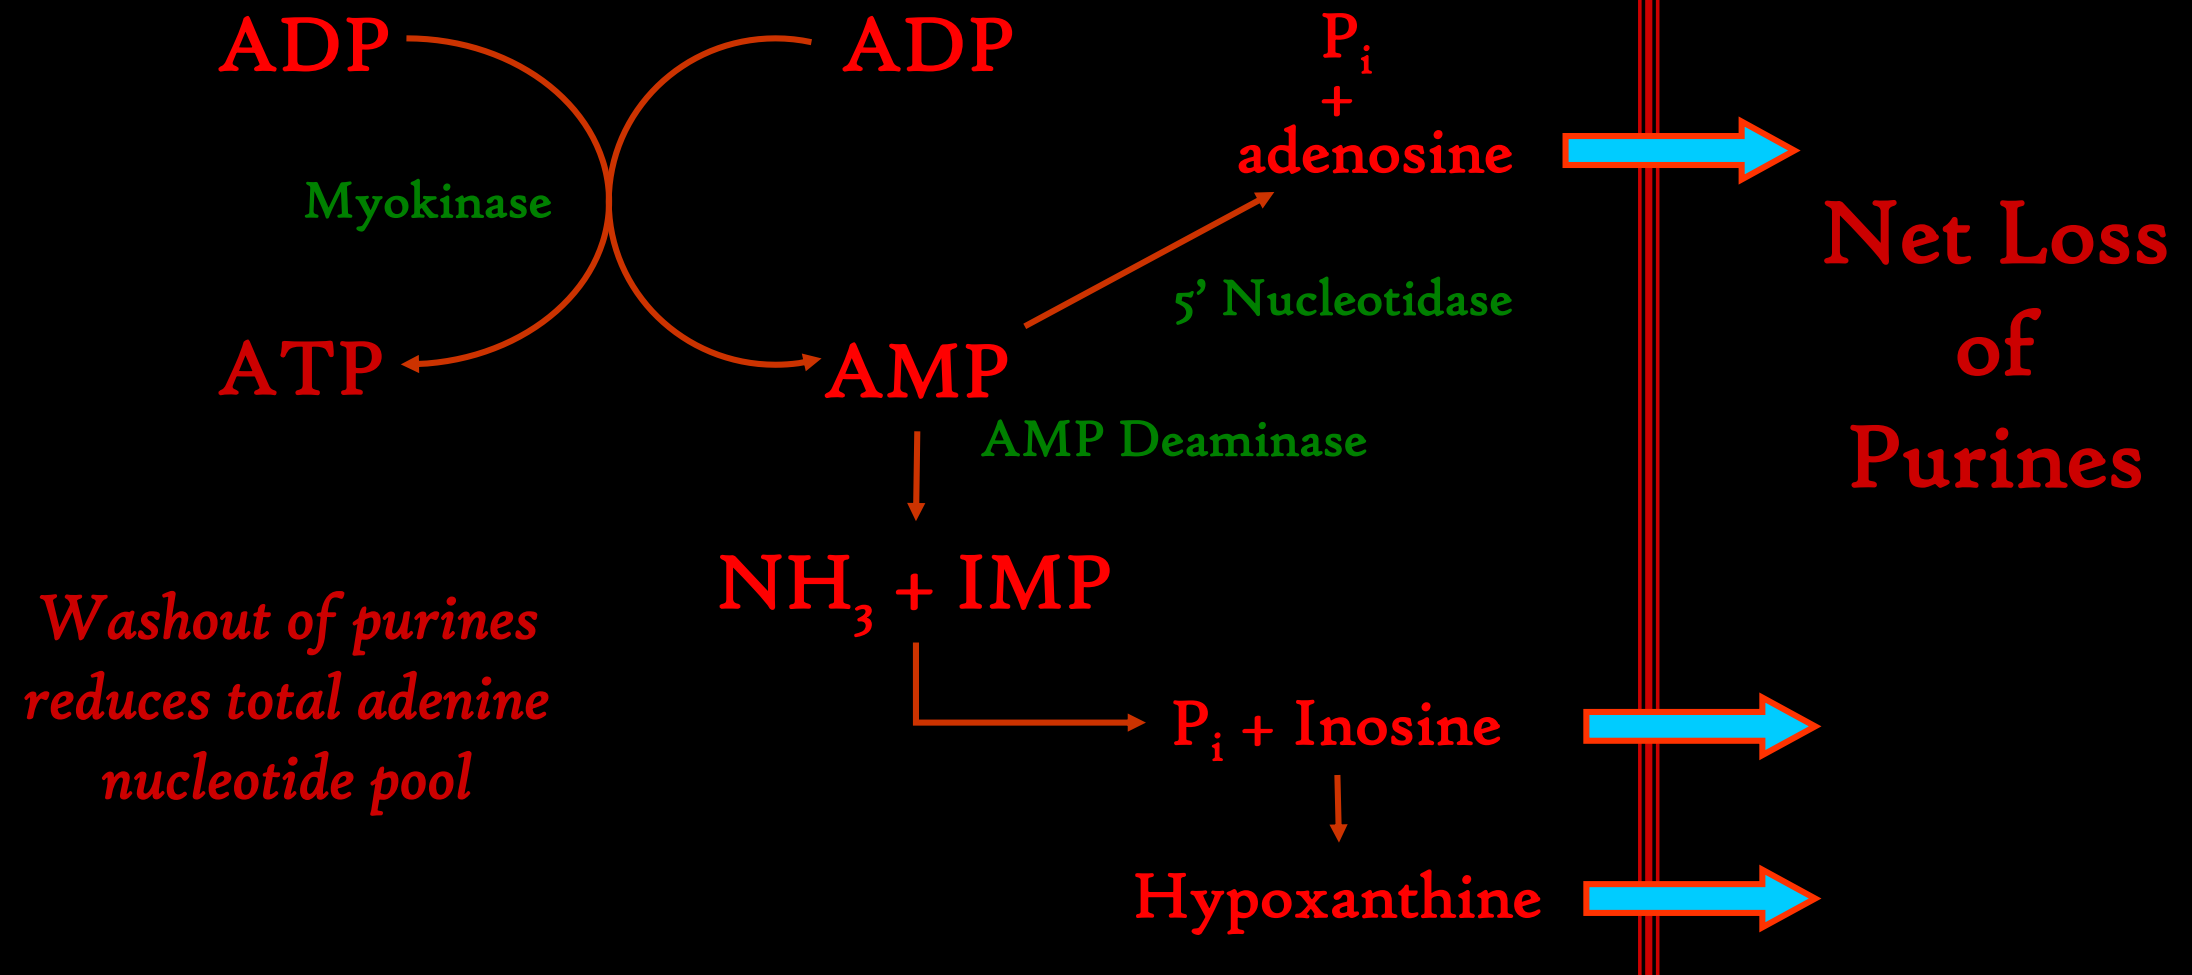 ADP
ADP
P i
+
adenosine
Myokinase
Net Loss
of
Purines
5’ Nucleotidase
ATP
AMP
AMP Deaminase
NH3 + IMP
Washout of purines
reduces total adenine
nucleotide pool
Pi + Inosine
Hypoxanthine